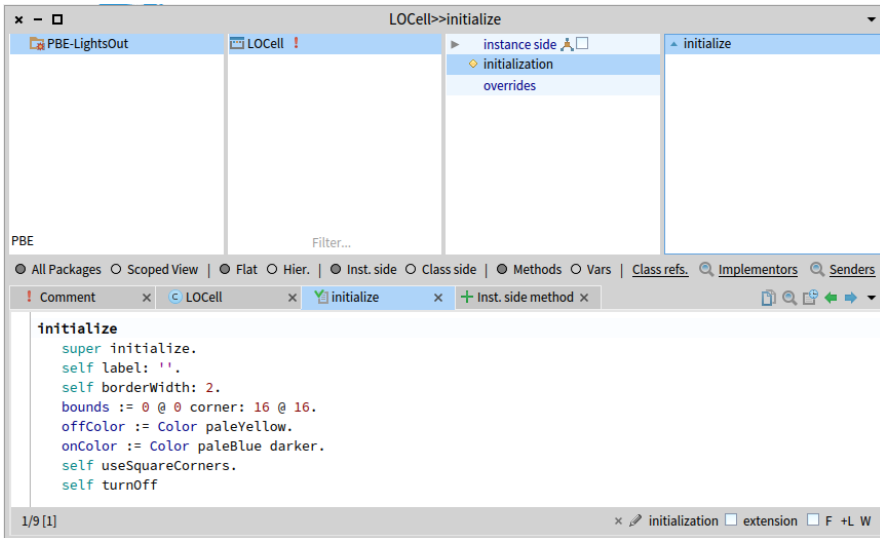 LOCell>>initialize
PBE-LightsOut
LOCell !
instance side
initialize
initialization
overrides
PBE
Filter...
All Packages Scoped View | Flat Hier. | Inst. side Class side | Methods Vars | Class refs. Implementors Senders
! Comment × C LOCell × Y initialize × + Inst. side method ×
initialize
super initialize.
self label: ''.
self borderWidth: 2.
bounds := 0 @ 0 corner: 16 @ 16.
offColor := Color paleYellow.
onColor := Color paleBlue darker.
self useSquareCorners.
self turnOff
1/9 [1]
× initialization extension F +L W